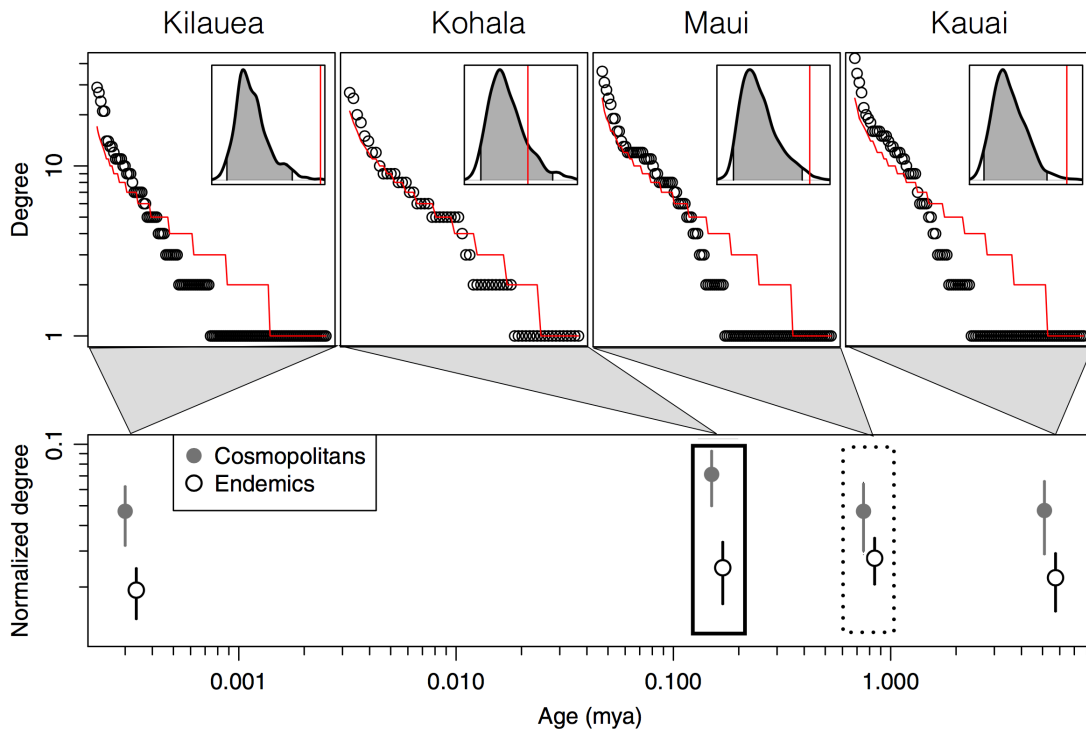 Kilauea Kohala Maui Kauai
Degree
10
1
Normalized degree
0.1
Cosmopolitans
Endemics
0.001 0.010 0.100 1.000
Age (mya)